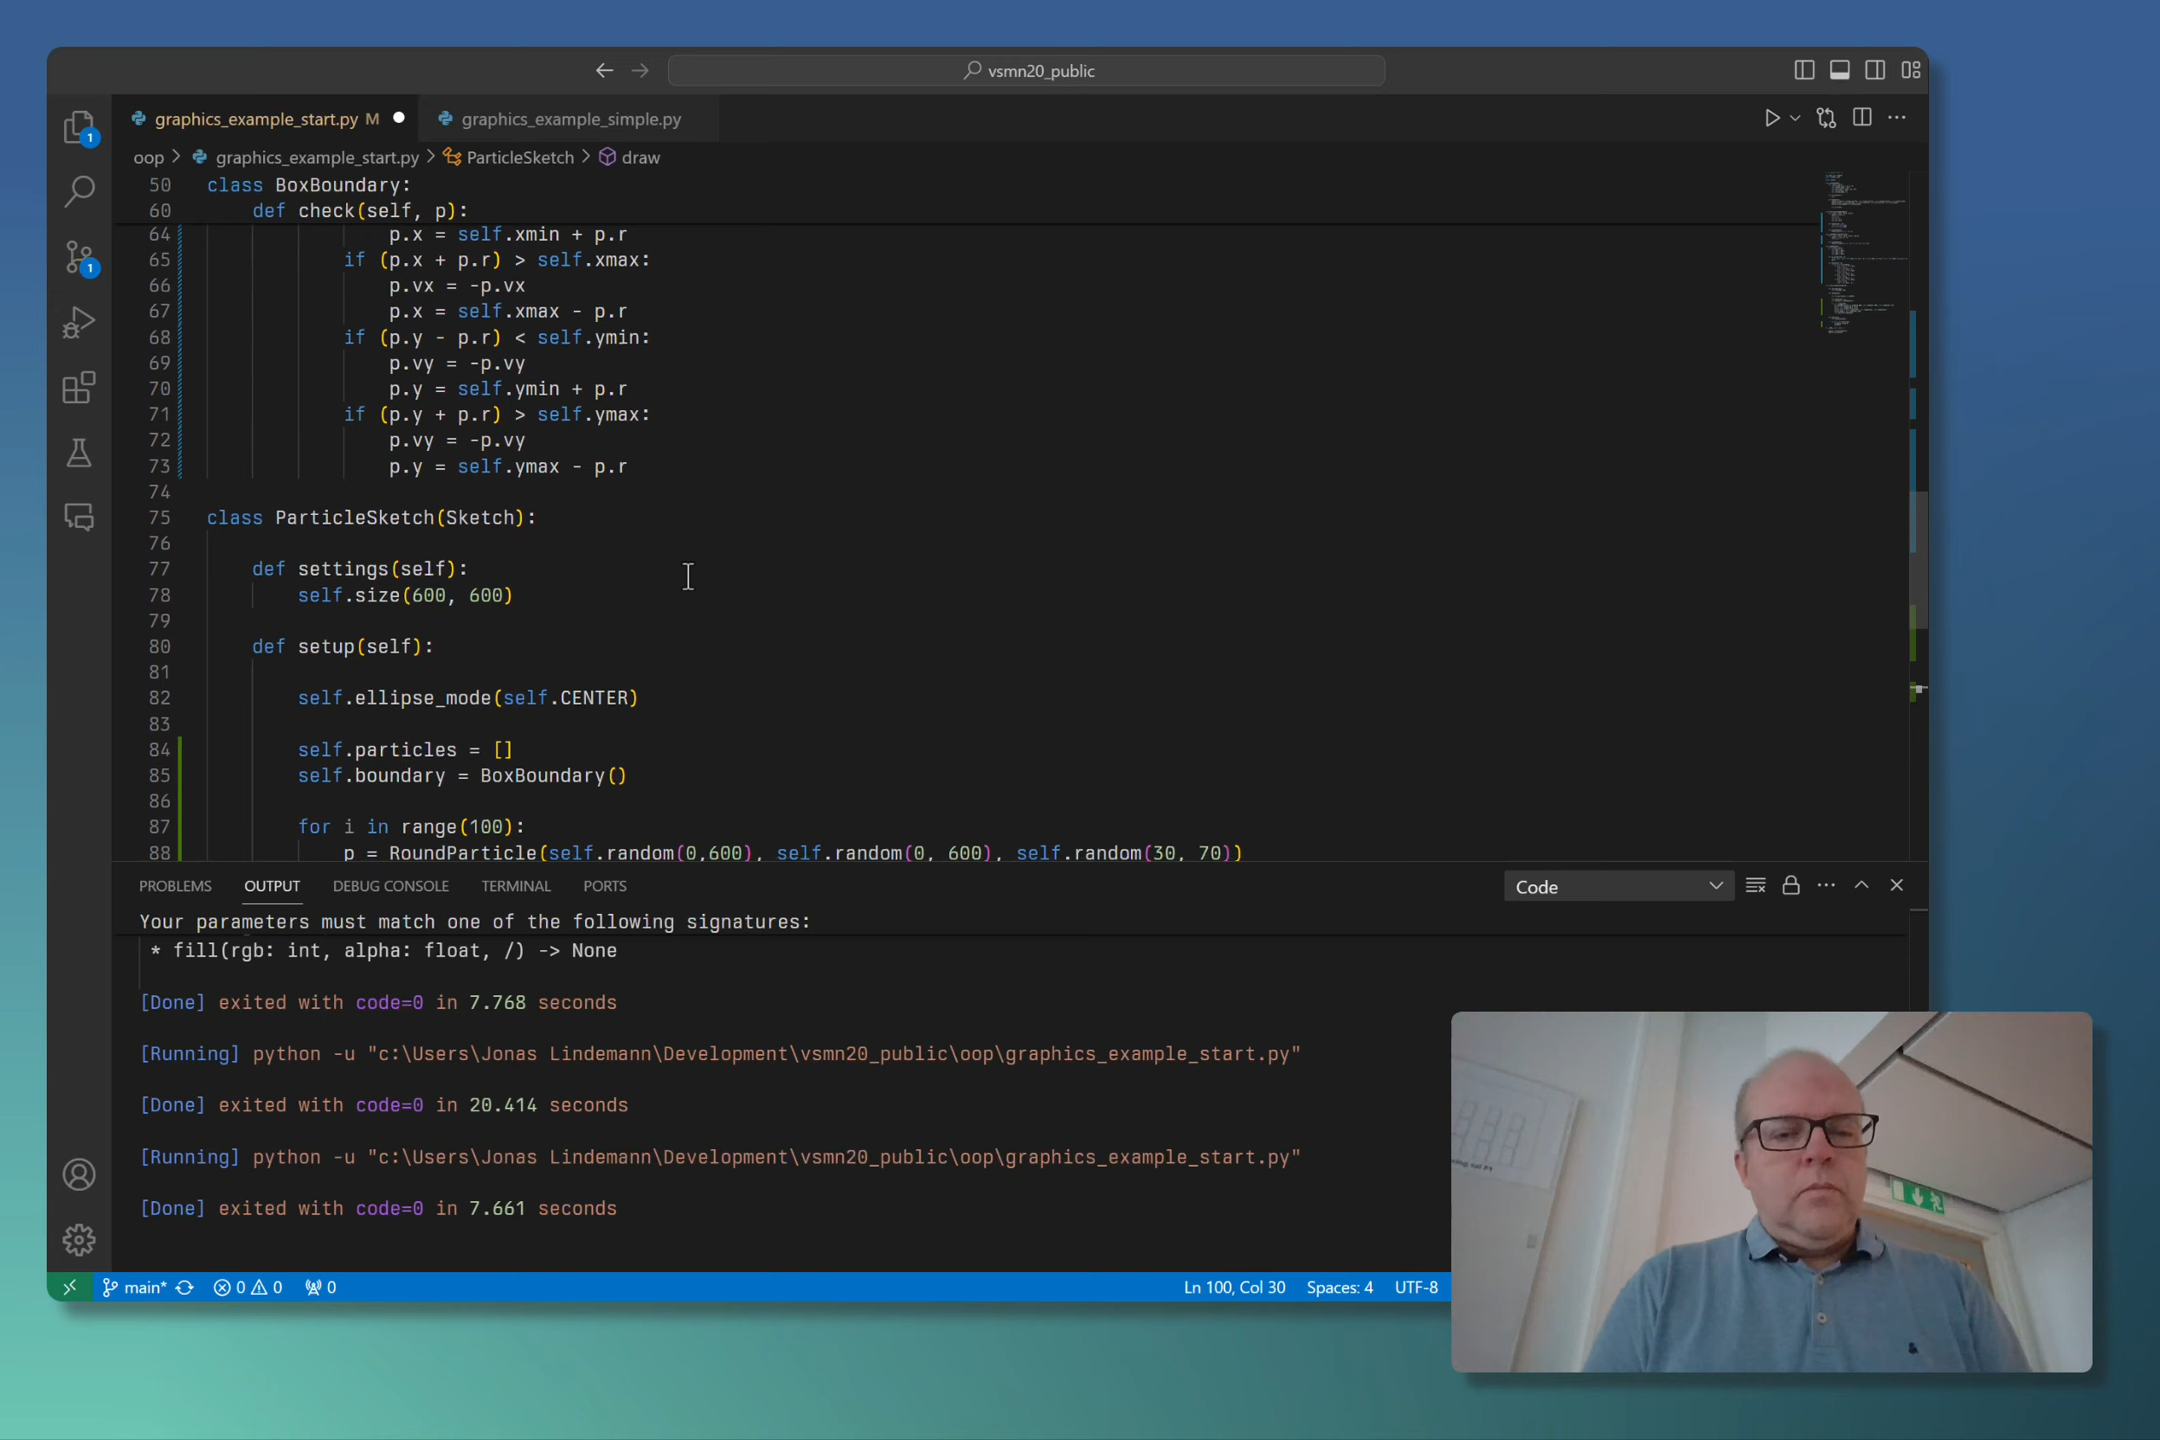 vsmn20_public
graphics_example_start.py M
graphics_example_simple.py
oop > graphics_example_start.py > ParticleSketch > draw
50 class BoxBoundary:
60 def check(self, p):
64 p.x = self.xmin + p.r
65 if (p.x + p.r) > self.xmax:
66 p.vx = -p.vx
67 p.x = self.xmax - p.r
68 if (p.y - p.r) < self.ymin:
69 p.vy = -p.vy
70 p.y = self.ymin + p.r
71 if (p.y + p.r) > self.ymax:
72 p.vy = -p.vy
73 p.y = self.ymax - p.r
74
75 class ParticleSketch(Sketch):
76
77 def settings(self):
78 self.size(600, 600)
79
80 def setup(self):
81
82 self.ellipse_mode(self.CENTER)
83
84 self.particles = []
85 self.boundary = BoxBoundary()
86
87 for i in range(100):
88 p = RoundParticle(self.random(0,600), self.random(0, 600), self.random(30, 70))
1
1
PROBLEMS OUTPUT DEBUG CONSOLE TERMINAL PORTS
Code
Your parameters must match one of the following signatures:
* fill(rgb: int, alpha: float, /) -> None
[Done] exited with code=0 in 7.768 seconds
[Running] python -u "c:\Users\Jonas Lindemann\Development\vsmn20_public\oop\graphics_example_start.py"
[Done] exited with code=0 in 20.414 seconds
[Running] python -u "c:\Users\Jonas Lindemann\Development\vsmn20_public\oop\graphics_example_start.py"
[Done] exited with code=0 in 7.661 seconds
main* 0 0 0
Ln 100, Col 30 Spaces: 4 UTF-8